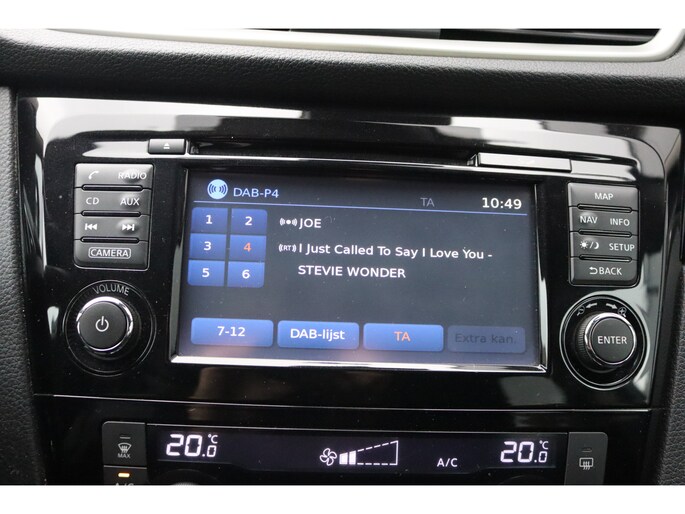 RADIO
CD AUX
CAMERA
VOLUME
DAB-P4
TA
10:49
1 2
3 4
5 6
JOE
(RT) I Just Called To Say I Love You -
STEVIE WONDER
7-12
DAB-lijst
TA
Extra kan.
MAP
NAV INFO
SETUP
BACK
ENTER
MAX
20.0 °C
A/C
20.0 °C
A/C